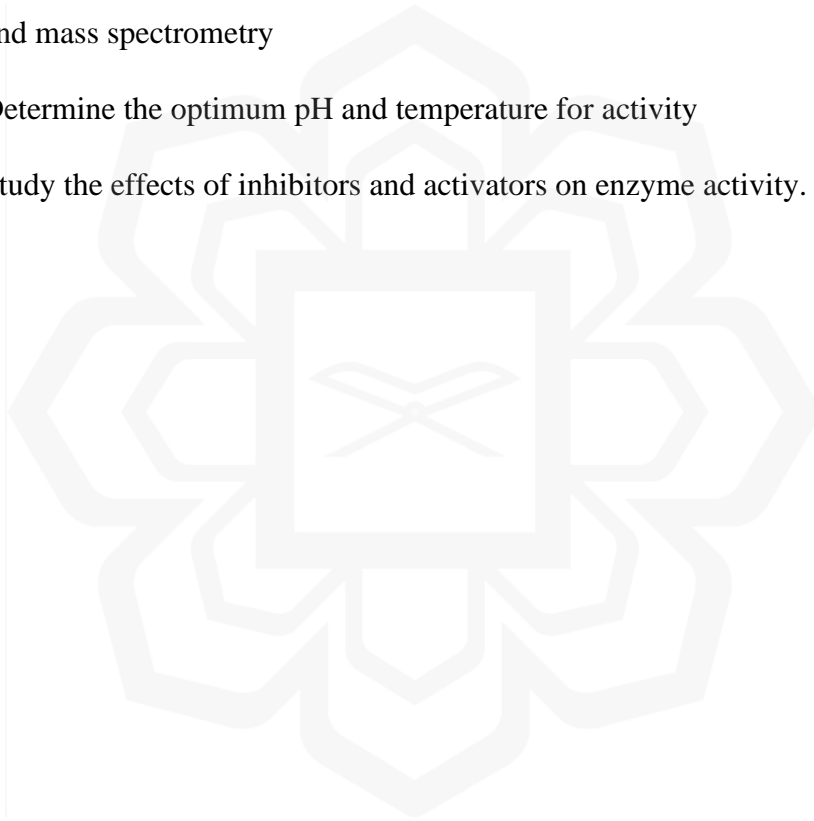 nd mass spectrometry
etermine the optimum pH and temperature for activity
tudy the effects of inhibitors and activators on enzyme activity.